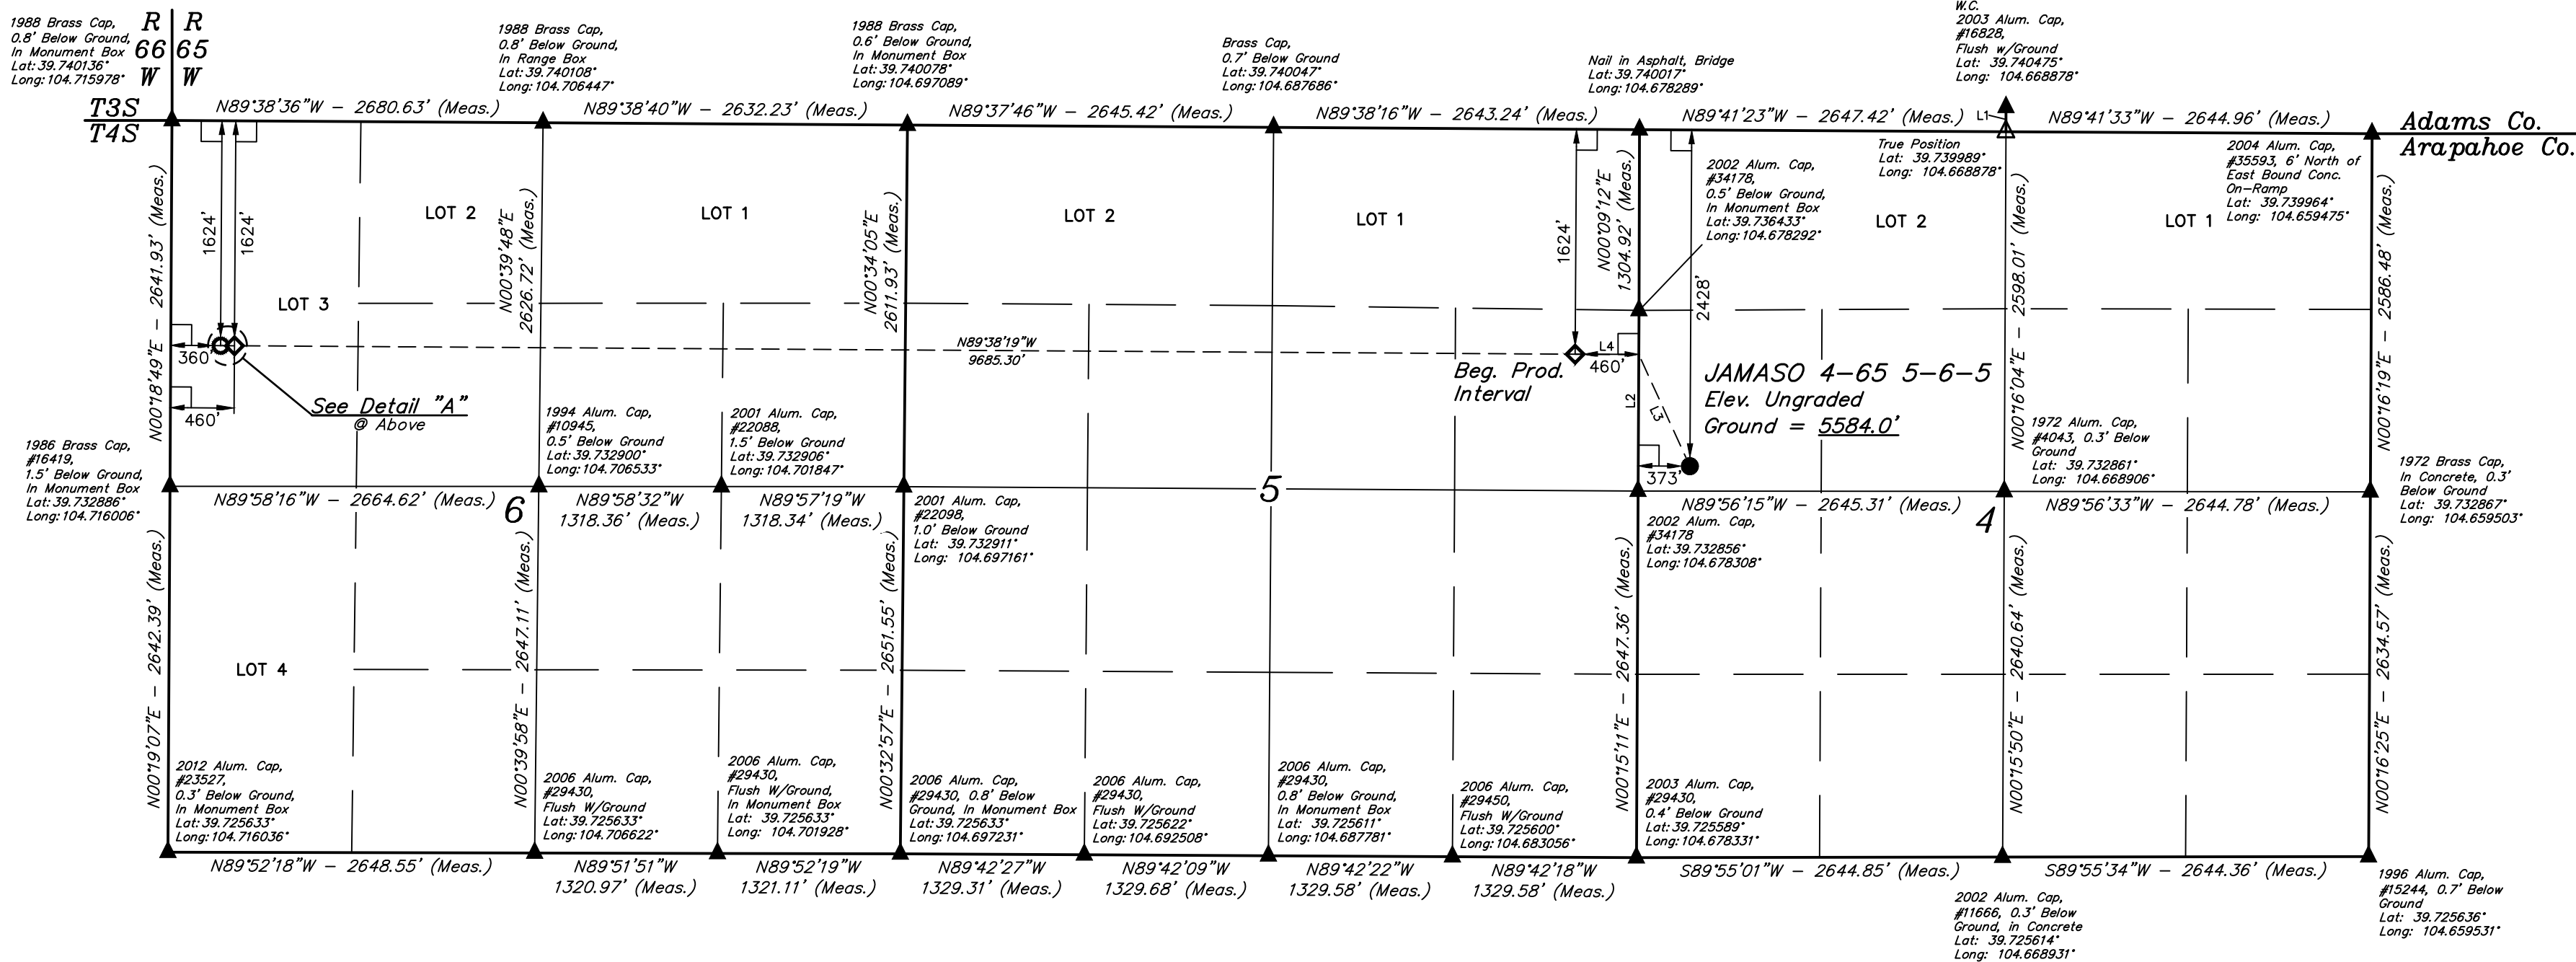 1988 Brass Cap,
0.8' Below Ground,
In Monument Box
Lat:39.740136°
Long:104.715978°
R R
66 65
W W
1988 Brass Cap,
0.8' Below Ground,
In Range Box
Lat:39.740108°
Long:104.706447°
1988 Brass Cap,
0.6' Below Ground,
In Monument Box
Lat:39.740078°
Long:104.697089°
Brass Cap,
0.7' Below Ground
Lat:39.740047°
Long:104.687686°
Nail in Asphalt, Bridge
Lat:39.740017°
Long:104.678289°
W.C.
2003 Alum. Cap,
#16828,
Flush w/Ground
Lat: 39.740475°
Long: 104.668878°
T3S
T4S
N89°38'36"W - 2680.63' (Meas.)
N89°38'40"W - 2632.23' (Meas.)
N89°37'46"W - 2645.42' (Meas.)
N89°38'16"W - 2643.24' (Meas.)
N89°41'23"W - 2647.42' (Meas.)
L1
N89°41'33"W - 2644.96' (Meas.)
Adams Co.
Arapahoe Co.
True Position
Lat: 39.739989°
Long: 104.668878°
2004 Alum. Cap,
#35593, 6' North of
East Bound Conc.
On-Ramp
Lat: 39.739964°
Long: 104.659475°
2002 Alum. Cap,
#34178,
0.5' Below Ground,
In Monument Box
Lat:39.736433°
Long:104.678292°
N00°18'49"E - 2641.93' (Meas.)
1624'
1624'
LOT 2
N00°39'48"E
2626.72' (Meas.)
LOT 1
N00°34'05"E
2611.93' (Meas.)
LOT 2
LOT 1
1624'
N00°09'12"E
1304.92' (Meas.)
2428'
LOT 2
N00°16'04"E - 2598.01' (Meas.)
LOT 1
N00°16'19"E - 2586.48' (Meas.)
LOT 3
360'
460'
See Detail "A"
@ Above
N89°38'19"W
9685.30'
Beg. Prod.
Interval
L4
460'
L2
L3
373'
JAMASO 4-65 5-6-5
Elev. Ungraded
Ground = 5584.0'
1986 Brass Cap,
#16419,
1.5' Below Ground,
In Monument Box
Lat:39.732886°
Long:104.716006°
1994 Alum. Cap,
#10945,
0.5' Below Ground
Lat:39.732900°
Long:104.706533°
2001 Alum. Cap,
#22088,
1.5' Below Ground
Lat:39.732906°
Long:104.701847°
1972 Alum. Cap,
#4043, 0.3' Below
Ground
Lat: 39.732861°
Long: 104.668906°
1972 Brass Cap,
In Concrete, 0.3'
Below Ground
Lat: 39.732867°
Long: 104.659503°
N89°58'16"W - 2664.62' (Meas.)
6
N89°58'32"W
1318.36' (Meas.)
N89°57'19"W
1318.34' (Meas.)
2001 Alum. Cap,
#22098,
1.0' Below Ground
Lat: 39.732911°
Long: 104.697161°
5
2002 Alum. Cap,
#34178
Lat:39.732856°
Long:104.678308°
N89°56'15"W - 2645.31' (Meas.)
4
N89°56'33"W - 2644.78' (Meas.)
N00°19'07"E - 2642.39' (Meas.)
LOT 4
N00°39'58"E - 2647.11' (Meas.)
N00°32'57"E - 2651.55' (Meas.)
N00°15'11"E - 2647.36' (Meas.)
N00°15'50"E - 2640.64' (Meas.)
N00°16'25"E - 2634.57' (Meas.)
2012 Alum. Cap,
#23527,
0.3' Below Ground,
In Monument Box
Lat:39.725633°
Long:104.716036°
2006 Alum. Cap,
#29430,
Flush W/Ground
Lat:39.725633°
Long:104.706622°
2006 Alum. Cap,
#29430,
Flush W/Ground,
In Monument Box
Lat: 39.725633°
Long: 104.701928°
2006 Alum. Cap,
#29430, 0.8' Below
Ground, In Monument Box
Lat:39.725633°
Long:104.697231°
2006 Alum. Cap,
#29430,
Flush W/Ground
Lat:39.725622°
Long:104.692508°
2006 Alum. Cap,
#29430,
0.8' Below Ground,
In Monument Box
Lat: 39.725611°
Long:104.687781°
2006 Alum. Cap,
#29450,
Flush W/Ground
Lat:39.725600°
Long:104.683056°
2003 Alum. Cap,
#29430,
0.4' Below Ground
Lat:39.725589°
Long:104.678331°
N89°52'18"W - 2648.55' (Meas.)
N89°51'51"W
1320.97' (Meas.)
N89°52'19"W
1321.11' (Meas.)
N89°42'27"W
1329.31' (Meas.)
N89°42'09"W
1329.68' (Meas.)
N89°42'22"W
1329.58' (Meas.)
N89°42'18"W
1329.58' (Meas.)
S89°55'01"W - 2644.85' (Meas.)
S89°55'34"W - 2644.36' (Meas.)
2002 Alum. Cap,
#11666, 0.3' Below
Ground, in Concrete
Lat: 39.725614°
Long: 104.668931°
1996 Alum. Cap,
#15244, 0.7' Below
Ground
Lat: 39.725636°
Long: 104.659531°